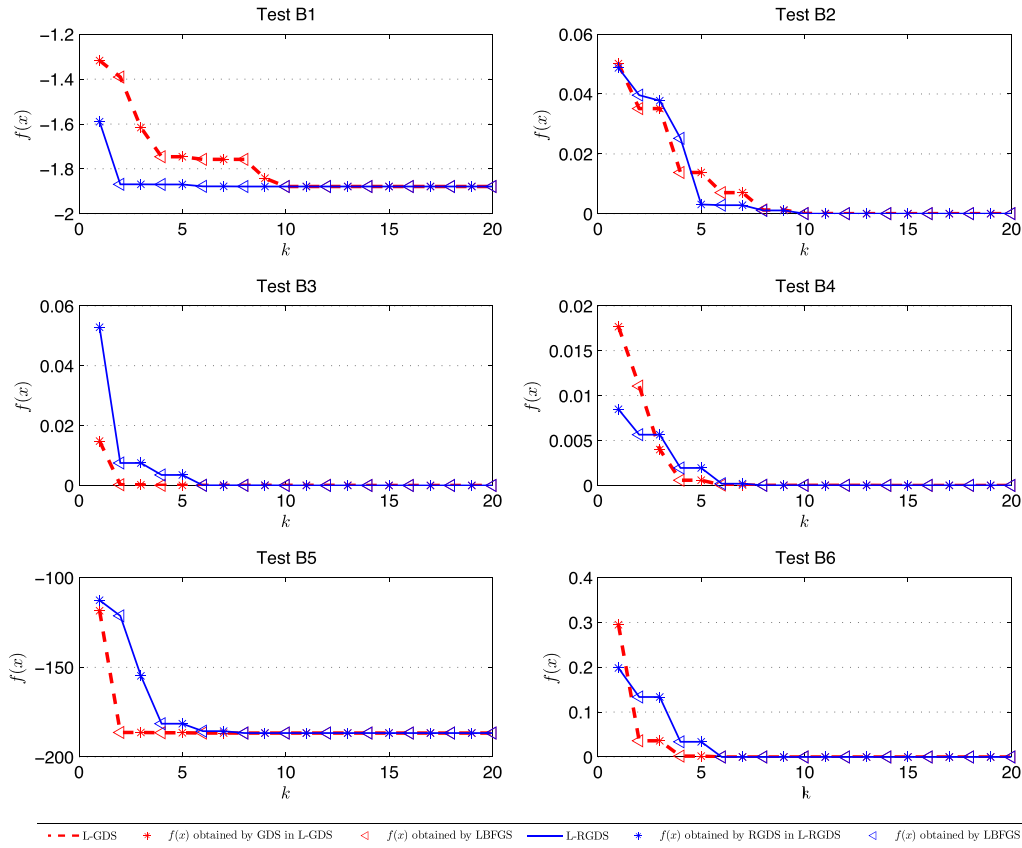 Test B1
−1.2
−1.4
−1.6
−1.8
−2
0 5 10 15 20
f(x)
k
Test B2
0.06
0.04
0.02
0
0 5 10 15 20
f(x)
k
Test B3
0.06
0.04
0.02
0
0 5 10 15 20
f(x)
k
Test B4
0.02
0.015
0.01
0.005
0
0 5 10 15 20
f(x)
k
Test B5
−100
−150
−200
0 5 10 15 20
f(x)
k
Test B6
0.4
0.3
0.2
0.1
0
0 5 10 15 20
f(x)
k
L-GDS f(x) obtained by GDS in L-GDS f(x) obtained by LBFGS L-RGDS f(x) obtained by RGDS in L-RGDS f(x) obtained by LBFGS